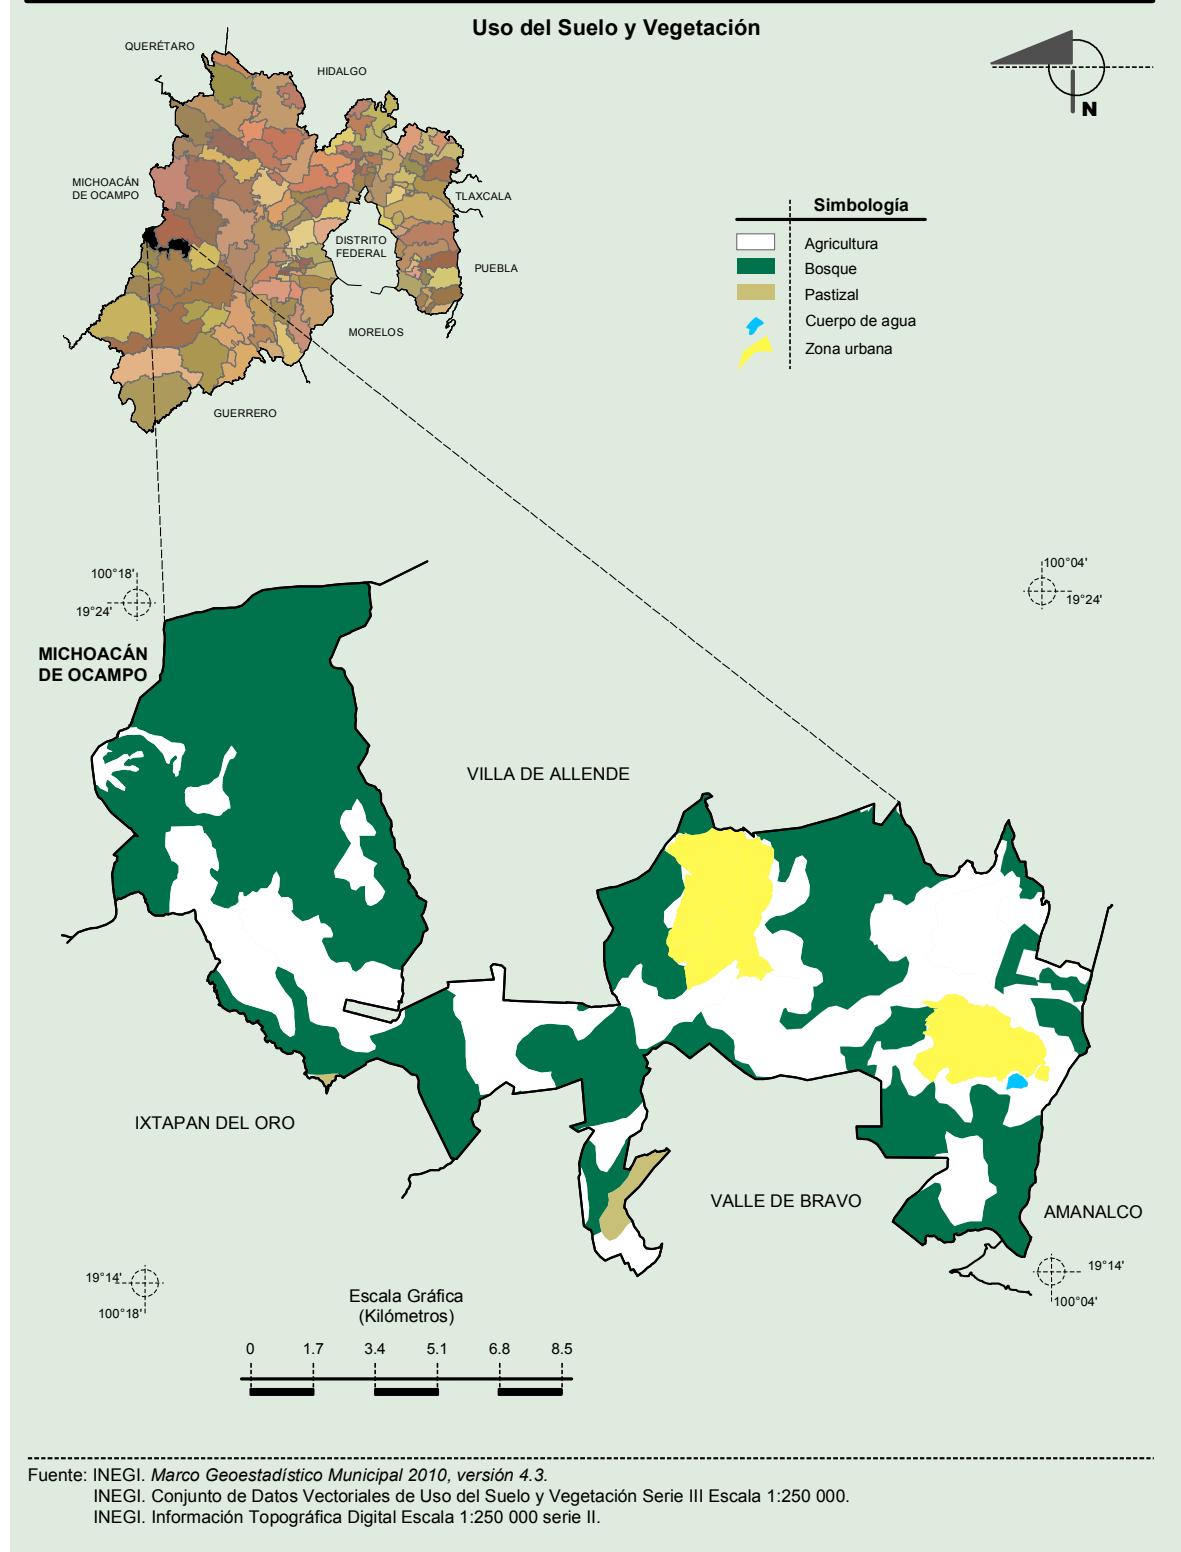 Uso del Suelo y Vegetación
QUERÉTARO
HIDALGO
N
MICHOACÁN
DE OCAMPO
TLAXCALA
DISTRITO
FEDERAL
PUEBLA
MORELOS
GUERRERO
Simbología
Agricultura
Bosque
Pastizal
Cuerpo de agua
Zona urbana
100°18'
19°24'
100°04'
19°24'
MICHOACÁN
DE OCAMPO
VILLA DE ALLENDE
IXTAPAN DEL ORO
VALLE DE BRAVO
AMANALCO
19°14'
100°18'
19°14'
100°04'
Escala Gráfica
(Kilómetros)
0 1.7 3.4 5.1 6.8 8.5
Fuente: INEGI. Marco Geoestadístico Municipal 2010, versión 4.3.
INEGI. Conjunto de Datos Vectoriales de Uso del Suelo y Vegetación Serie III Escala 1:250 000.
INEGI. Información Topográfica Digital Escala 1:250 000 serie II.